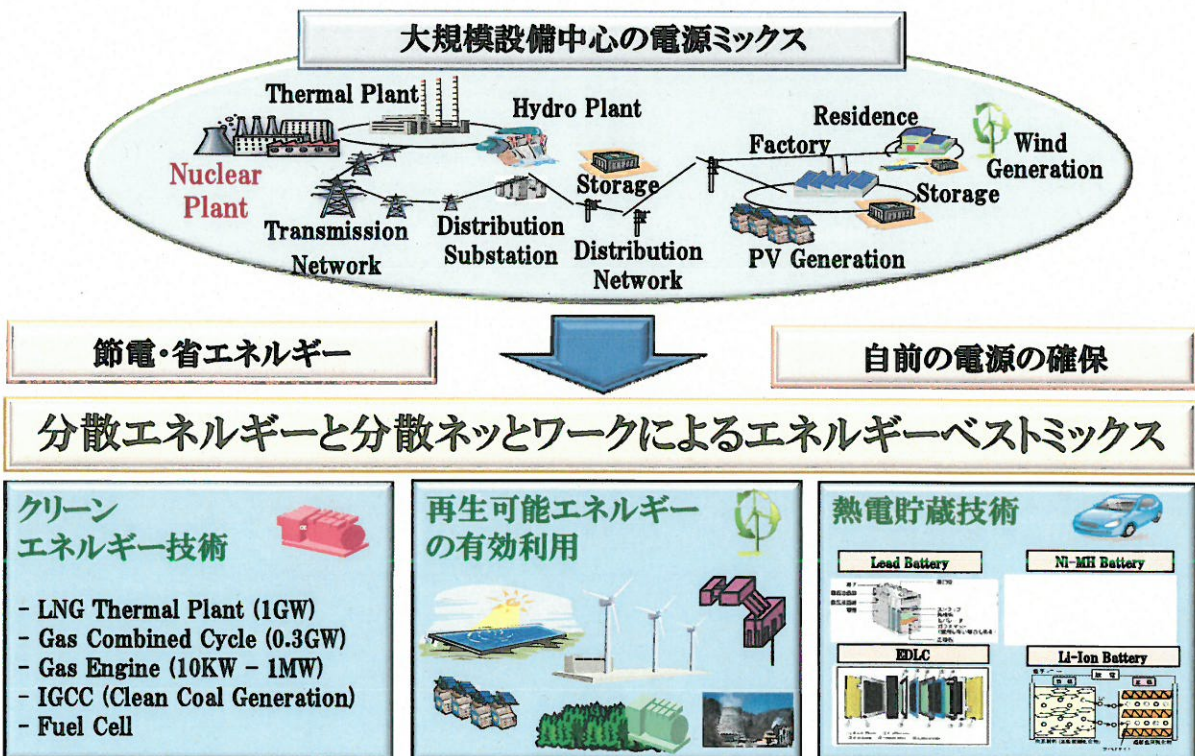 大規模設備中心の電源ミックス
Thermal Plant
Hydro Plant
Residence
Factory
Wind
Generation
Nuclear
Plant
Storage
Storage
Transmission
Network
Distribution
Substation
Distribution
Network
PV Generation
節電・省エネルギー
自前の電源の確保
分散エネルギーと分散ネッとワークによるエネルギーベストミックス
クリーン
エネルギー技術
- LNG Thermal Plant (1GW)
- Gas Combined Cycle (0.3GW)
- Gas Engine (10KW - 1MW)
- IGCC (Clean Coal Generation)
- Fuel Cell
再生可能エネルギー
の有効利用
熱電貯蔵技術
Lead Battery
Ni-MH Battery
EDLC
Li-Ion Battery
放電